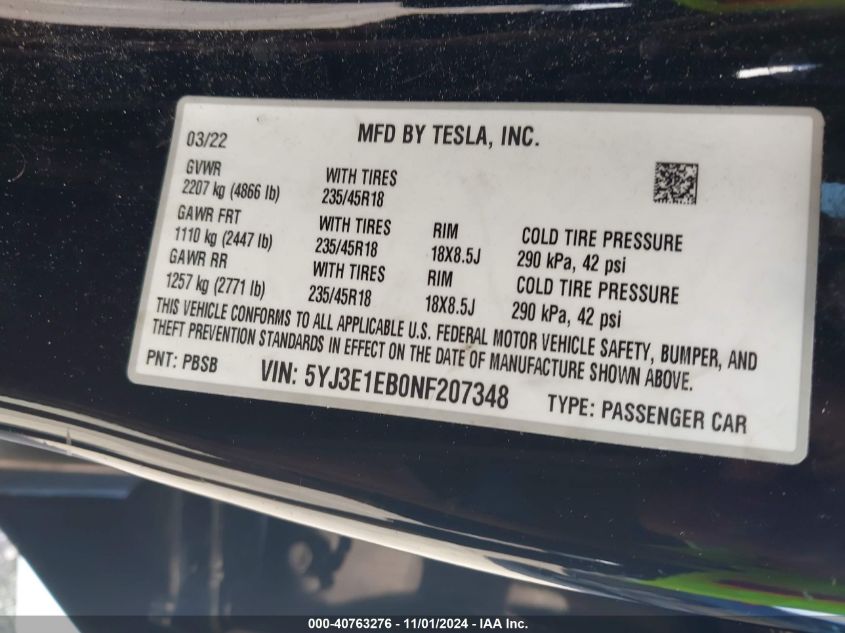 03/22 MFD BY TESLA, INC.
GVWR
2207 kg (4866 lb)
WITH TIRES
235/45R18
GAWR FRT
1110 kg (2447 lb)
WITH TIRES
235/45R18
RIM
18X8.5J
COLD TIRE PRESSURE
290 kPa, 42 psi
GAWR RR
1257 kg (2771 lb)
WITH TIRES
235/45R18
RIM
18X8.5J
COLD TIRE PRESSURE
290 kPa, 42 psi
THIS VEHICLE CONFORMS TO ALL APPLICABLE U.S. FEDERAL MOTOR VEHICLE SAFETY, BUMPER, AND
THEFT PREVENTION STANDARDS IN EFFECT ON THE DATE OF MANUFACTURE SHOWN ABOVE.
PNT: PBSB VIN: 5YJ3E1EB0NF207348 TYPE: PASSENGER CAR
000-40763276 - 11/01/2024 - IAA Inc.